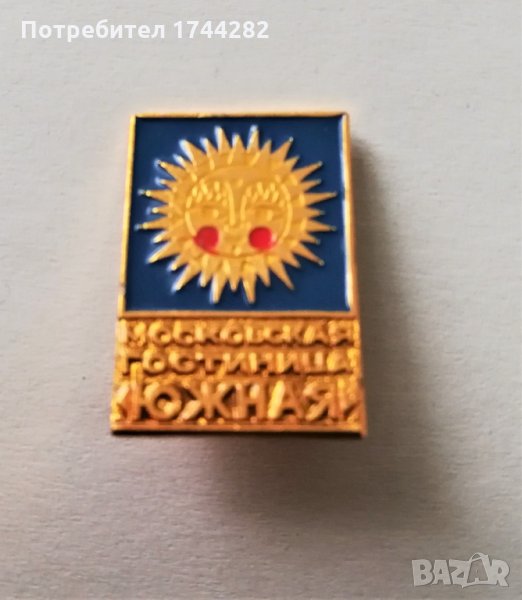 Потребител 1744282
МОСКОВСКАЯ
ГОСТИНИЦА
«ЮЖНАЯ»
BAZAR